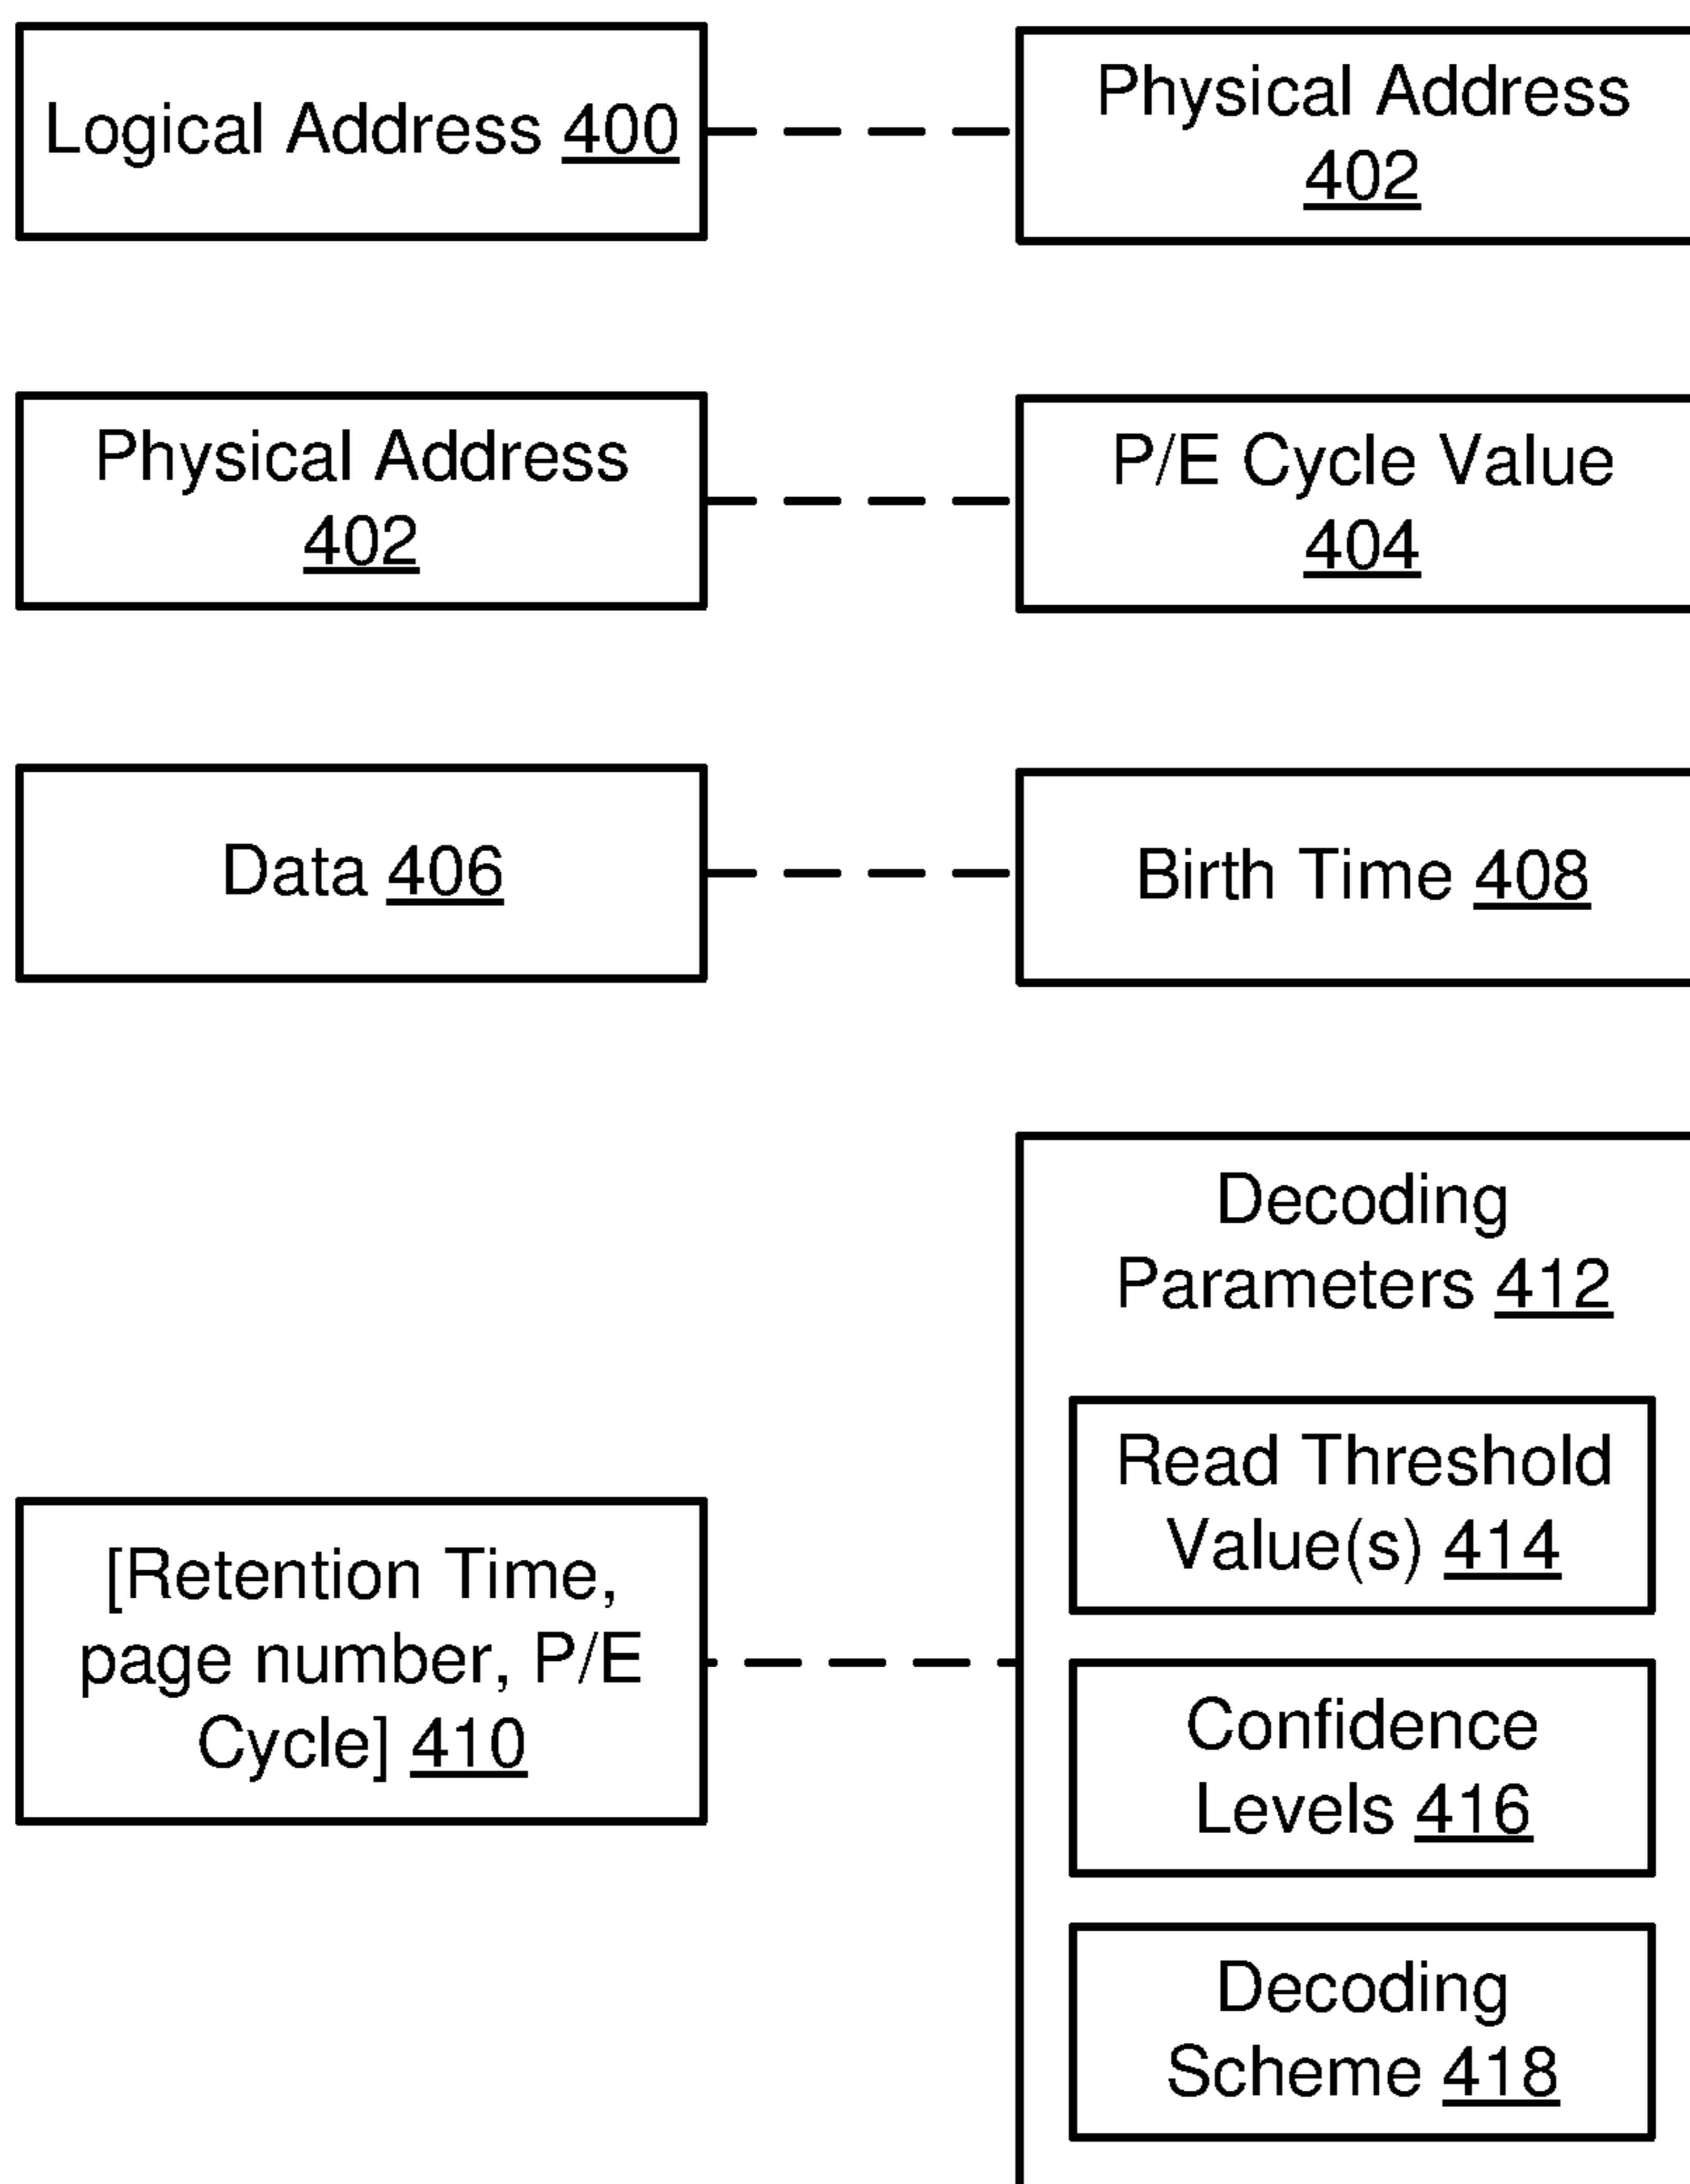 Logical Address 400
Physical Address
402
Physical Address
402
P/E Cycle Value
404
Data 406
Birth Time 408
[Retention Time,
page number, P/E
Cycle] 410
Decoding
Parameters 412
Read Threshold
Value(s) 414
Confidence
Levels 416
Decoding
Scheme 418